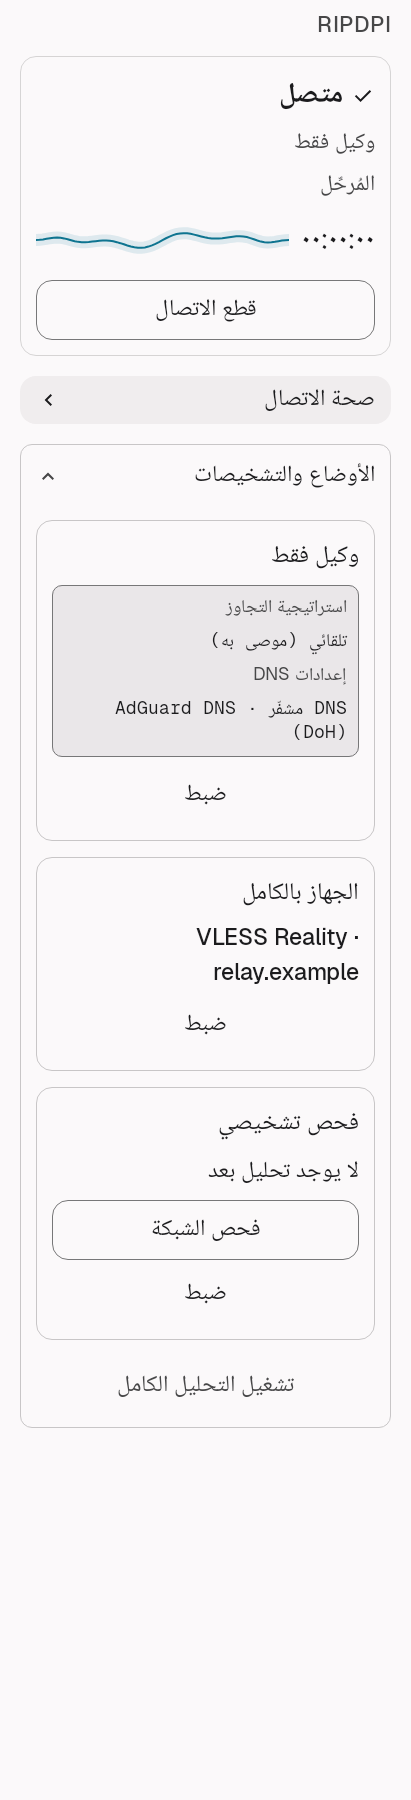 RIPDPI
متصل
وكيل فقط
المُرحِّل
٠٠:٠٠:٠٠
قطع الاتصال
صحة الاتصال
الأوضاع والتشخيصات
وكيل فقط
استراتيجية التجاوز
تلقائي (موصى به)
إعدادات DNS
DNS مشفّر · AdGuard DNS
(DoH)
ضبط
الجهاز بالكامل
VLESS Reality ·
relay.example
ضبط
فحص تشخيصي
لا يوجد تحليل بعد
فحص الشبكة
ضبط
تشغيل التحليل الكامل